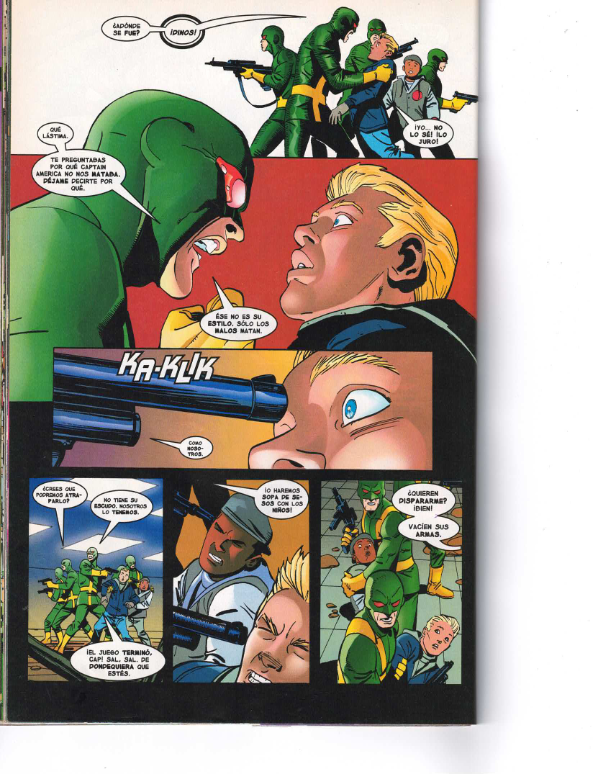 ¿ADÓNDE
SE FUE?
¡DINOS!
¡YO... NO
LO SÉ! ¡LO
JURO!
QUÉ
LÁSTIMA.
TE PREGUNTABAS
POR QUÉ CAPTAIN
AMERICA NO NOS MATABA.
DÉJAME DECIRTE POR
QUÉ.
ÉSE NO ES SU
ESTILO. SÓLO LOS
MALOS MATAN.
KA-KLIK
COMO
NOSO-
TROS.
¿CREES QUE
PODREMOS ATRA-
PARLO?
NO TIENE SU
ESCUDO. NOSOTROS
LO TENEMOS.
¡EL JUEGO TERMINÓ,
CAP! SAL, SAL, DE
DONDEQUIERA QUE
ESTÉS.
¡O HAREMOS
SOPA DE SE-
SOS CON LOS
NIÑOS!
¿QUIEREN
DISPARARME?
¡BIEN!
VACÍEN SUS
ARMAS.